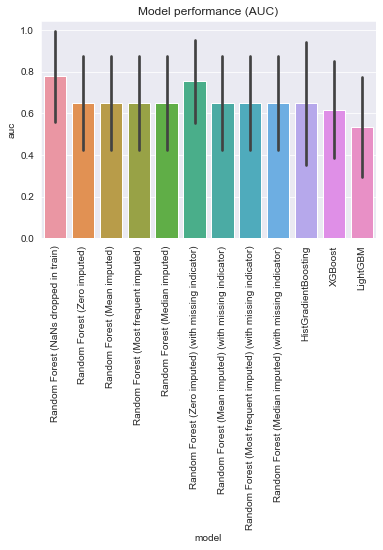 Model performance (AUC)
1.0
0.8
0.6
0.4
0.2
0.0
auc
Random Forest (NaNs dropped in train)
Random Forest (Zero imputed)
Random Forest (Mean imputed)
Random Forest (Most frequent imputed)
Random Forest (Median imputed)
Random Forest (Zero imputed) (with missing indicator)
Random Forest (Mean imputed) (with missing indicator)
Random Forest (Most frequent imputed) (with missing indicator)
Random Forest (Median imputed) (with missing indicator)
HistGradientBoosting
XGBoost
LightGBM
model